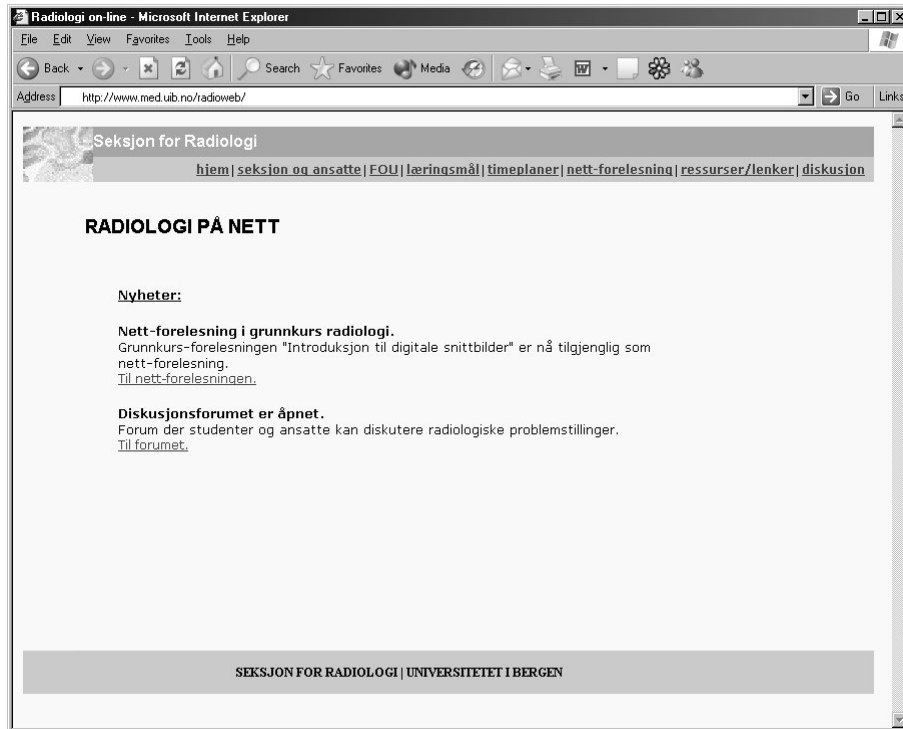 Radiologi on-line - Microsoft Internet Explorer
File Edit View Favorites Tools Help
Back Search Favorites Media
Address http://www.med.uib.no/radioweb/ Go Links
Seksjon for Radiologi
hjem| seksjon og ansatte| FOU| læringsmål| timeplaner| nett-forelesning| ressurser/lenker| diskusjon
RADIOLOGI PÅ NETT
Nyheter:
Nett-forelesning i grunnkurs radiologi.
Grunnkurs-forelesningen "Introduksjon til digitale snittbilder" er nå tilgjenglig som
nett-forelesning.
Til nett-forelesningen.
Diskusjonsforumet er åpnet.
Forum der studenter og ansatte kan diskutere radiologiske problemstillinger.
Til forumet.
SEKSJON FOR RADIOLOGI | UNIVERSITETET I BERGEN